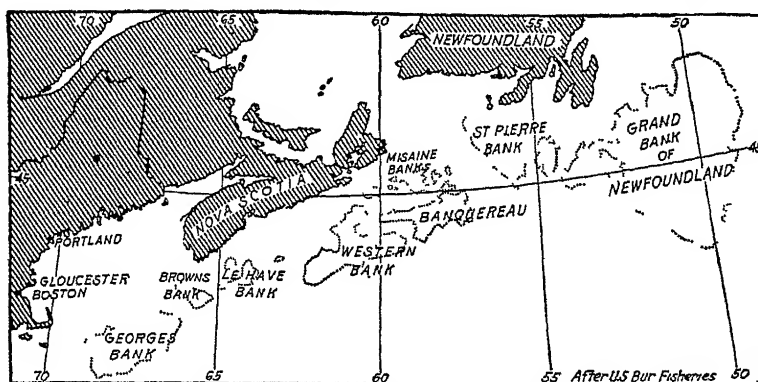 70
65
60
55
50
NEWFOUNDLAND
ST PIERRE
BANK
GRAND
BANK
OF
NEWFOUNDLAND
MISAINE
BANKS
45
45
NOVA SCOTIA
BANQUEREAU
PORTLAND
WESTERN
BANK
GLOUCESTER
BOSTON
BROWNS
BANK
LE HAVE
BANK
GEORGES
BANK
70
65
60
55
50
After U.S Bur Fisheries